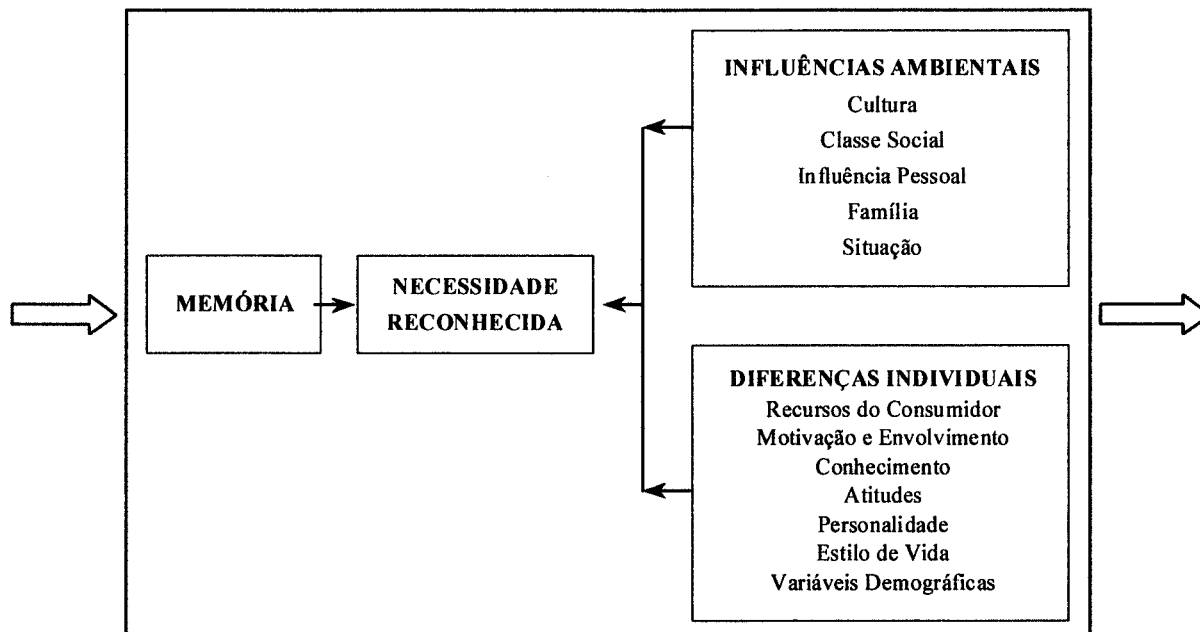 MEMÓRIA
NECESSIDADE
RECONHECIDA
INFLUÊNCIAS AMBIENTAIS
Cultura
Classe Social
Influência Pessoal
Família
Situação
DIFERENÇAS INDIVIDUAIS
Recursos do Consumidor
Motivação e Envolvimento
Conhecimento
Atitudes
Personalidade
Estilo de Vida
Variáveis Demográficas